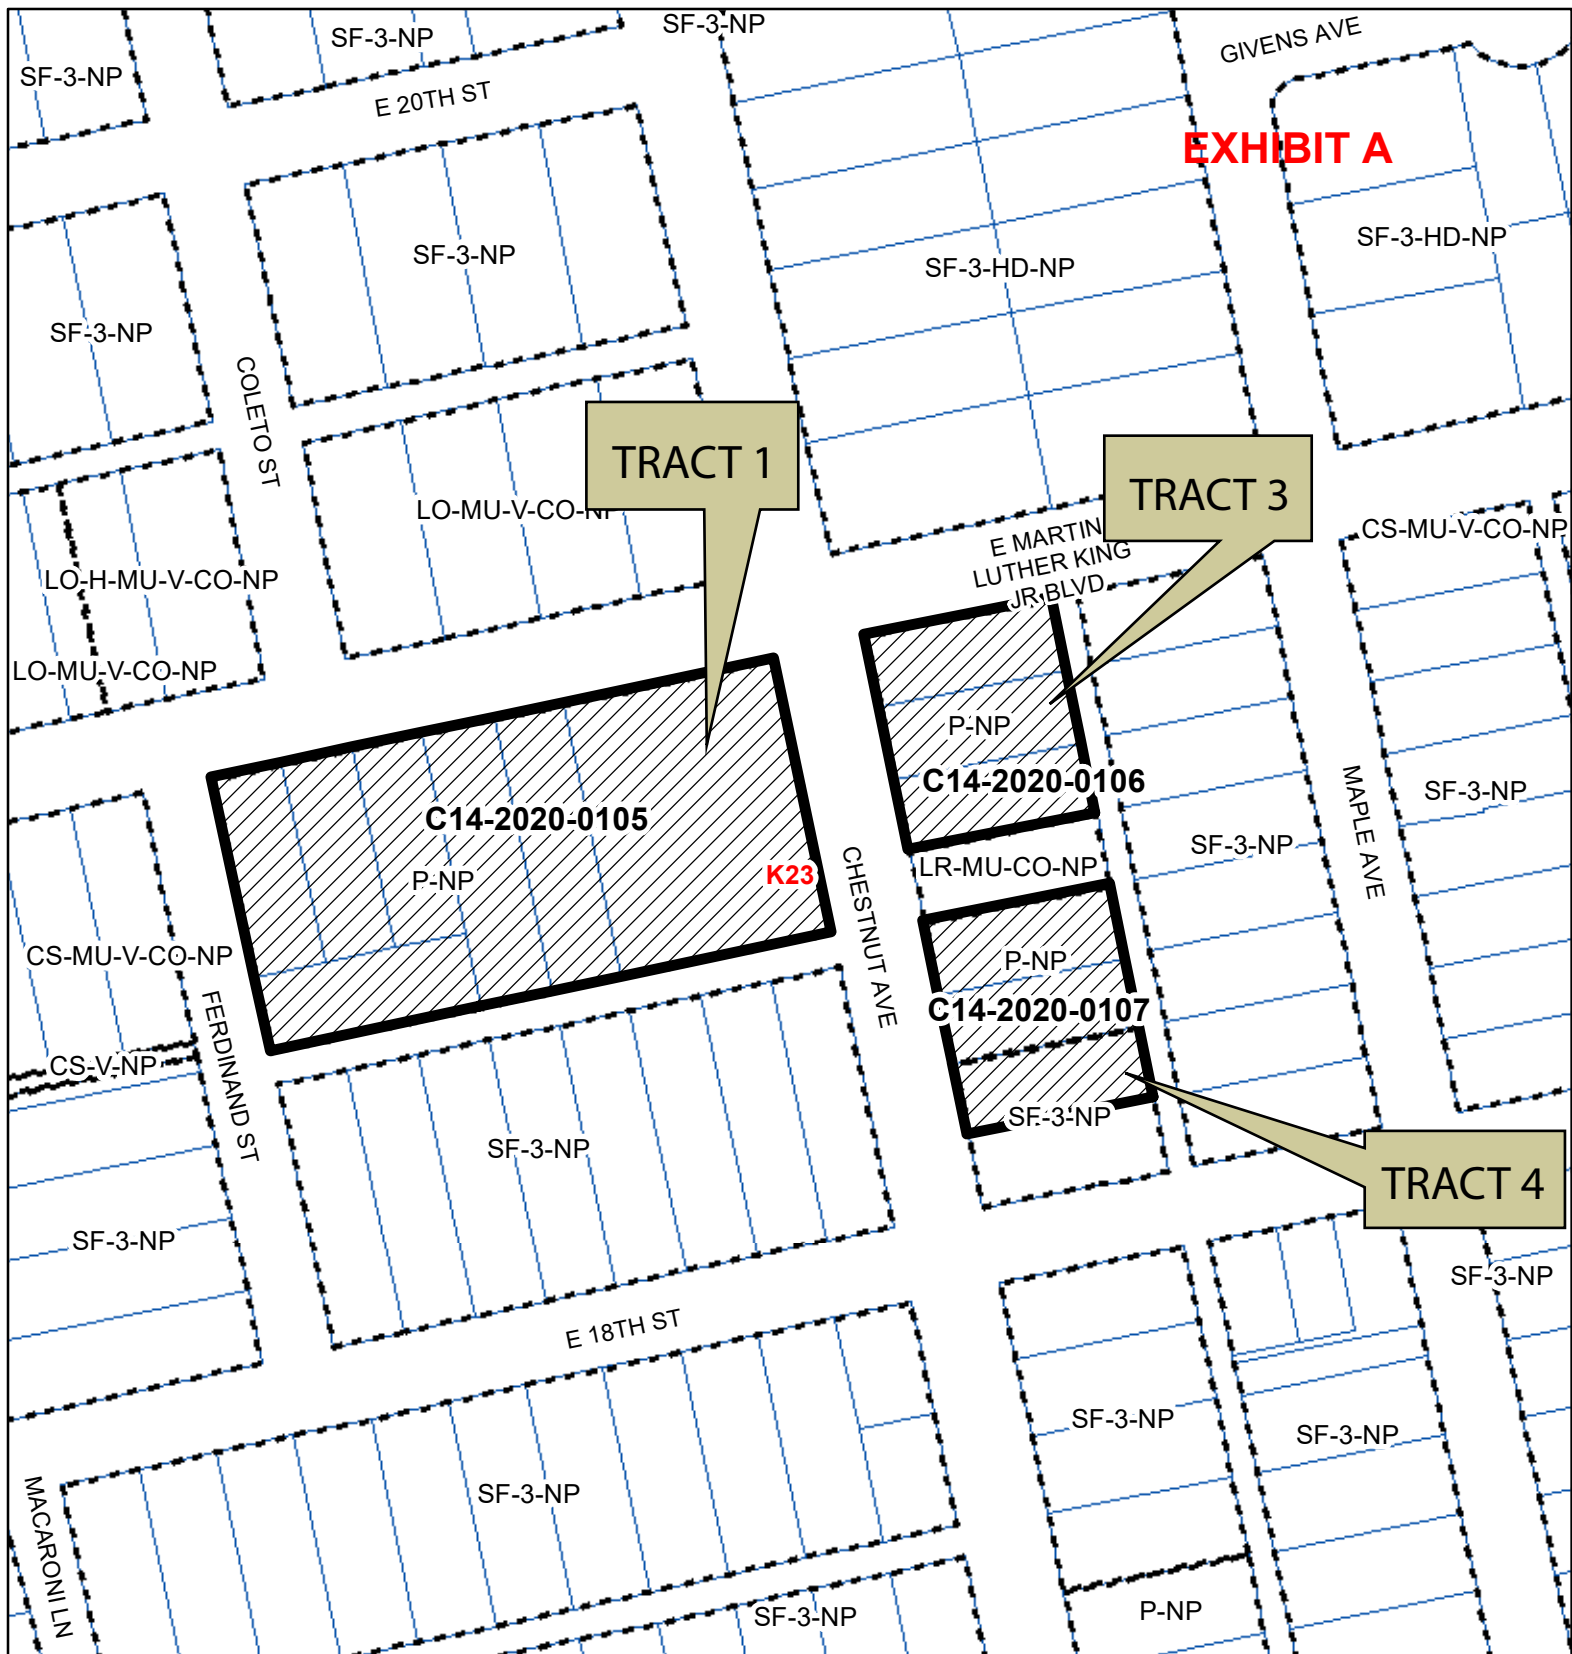 SF-3-NP
SF-3-NP
SF-3-NP
GIVENS AVE
E 20TH ST
EXHIBIT A
SF-3-NP
SF-3-HD-NP
SF-3-HD-NP
SF-3-NP
COLETO ST
TRACT 1
TRACT 3
LO-MU-V-CO-NP
CS-MU-V-CO-NP
E MARTIN
LUTHER KING
JR BLVD
LO-H-MU-V-CO-NP
LO-MU-V-CO-NP
P-NP
C14-2020-0106
C14-2020-0105
MAPLE AVE
SF-3-NP
SF-3-NP
P-NP
K23
LR-MU-CO-NP
CHESTNUT AVE
CS-MU-V-CO-NP
P-NP
C14-2020-0107
FERDINAND ST
CS-V-NP
SF-3-NP
SF-3-NP
TRACT 4
SF-3-NP
SF-3-NP
E 18TH ST
SF-3-NP
SF-3-NP
SF-3-NP
MACARONI LN
SF-3-NP
P-NP